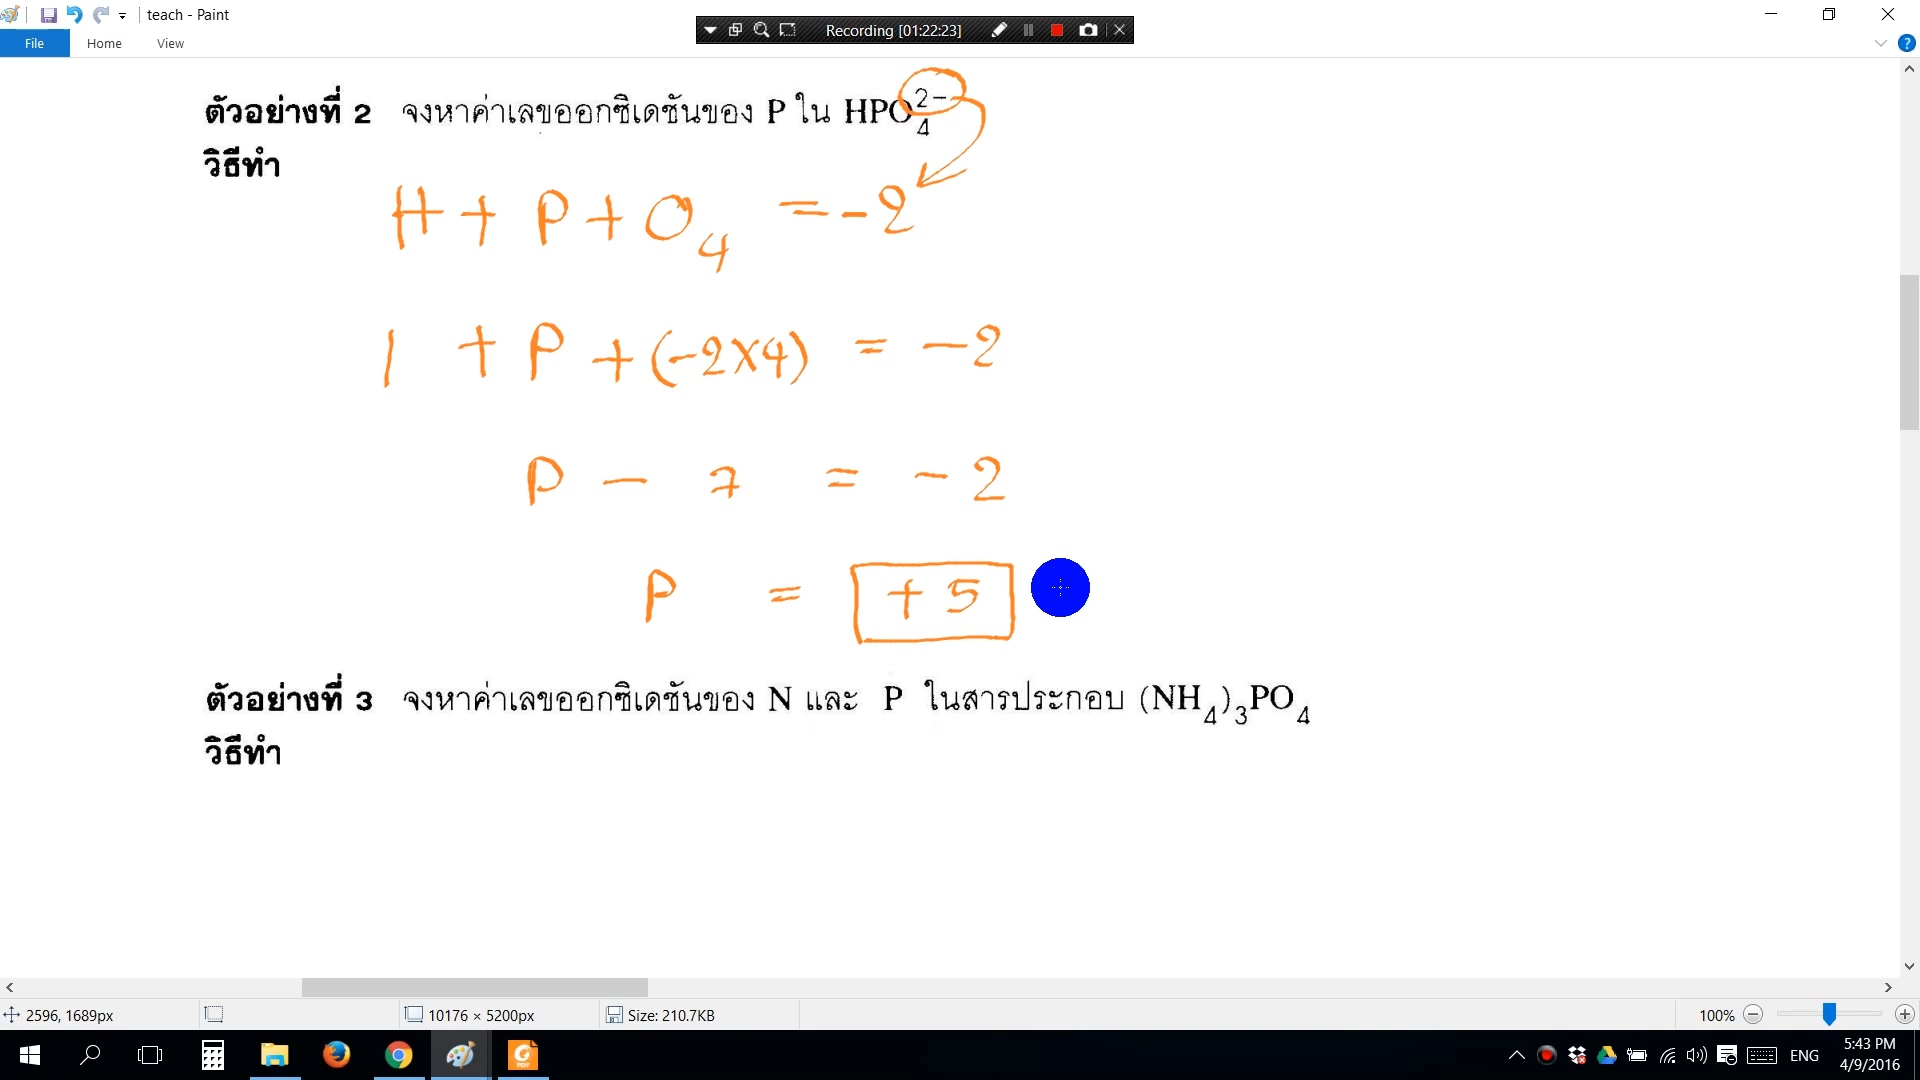 teach - Paint
Recording [01:22:23]
File Home View
ตัวอย่างที่ 2 จงหาค่าเลขออกซิเดชันของ P ใน HPO₄²⁻
วิธีทำ
H + P + O₄ = -2
1 + P + (-2×4) = -2
P - 7 = -2
P = +5
ตัวอย่างที่ 3 จงหาค่าเลขออกซิเดชันของ N และ P ในสารประกอบ (NH₄)₃PO₄
วิธีทำ
2596, 1689px 10176 × 5200px Size: 210.7KB 100%
ENG 5:43 PM
4/9/2016